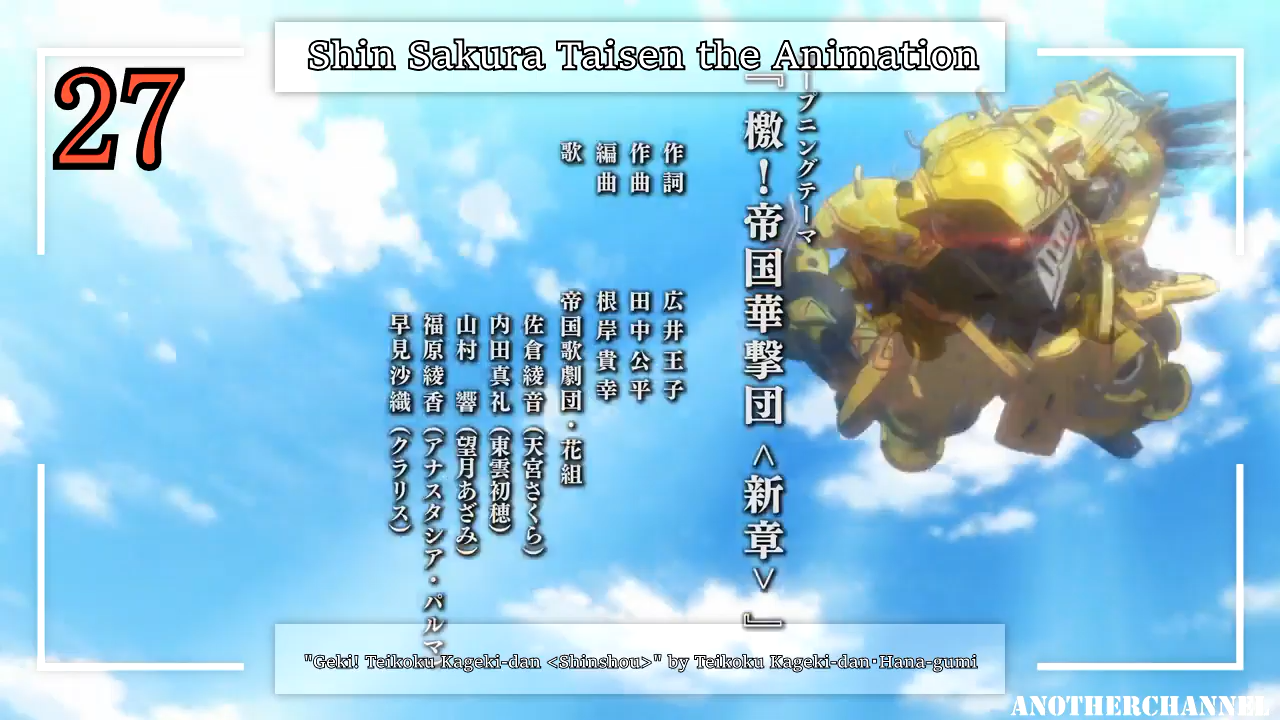 Shin Sakura Taisen the Animation
27
ープニングテーマ
『檄！帝国華撃団<新章>』
作詞 広井王子
作曲 田中公平
編曲 根岸貴幸
歌 帝国歌劇団・花組
佐倉綾音(天宮さくら)
内田真礼(東雲初穂)
山村 響(望月あざみ)
福原綾香(アナスタシア・パルマ
早見沙織(クラリス)
"Geki! Teikoku Kageki-dan <Shinshou>" by Teikoku Kageki-dan･Hana-gumi
ANOTHERCHANNEL